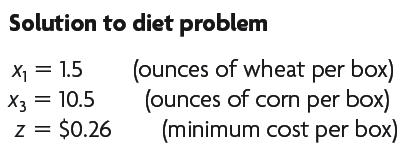 Solution to diet problem
x₁ = 1.5 (ounces of wheat per box)
x₃ = 10.5 (ounces of corn per box)
z = $0.26 (minimum cost per box)